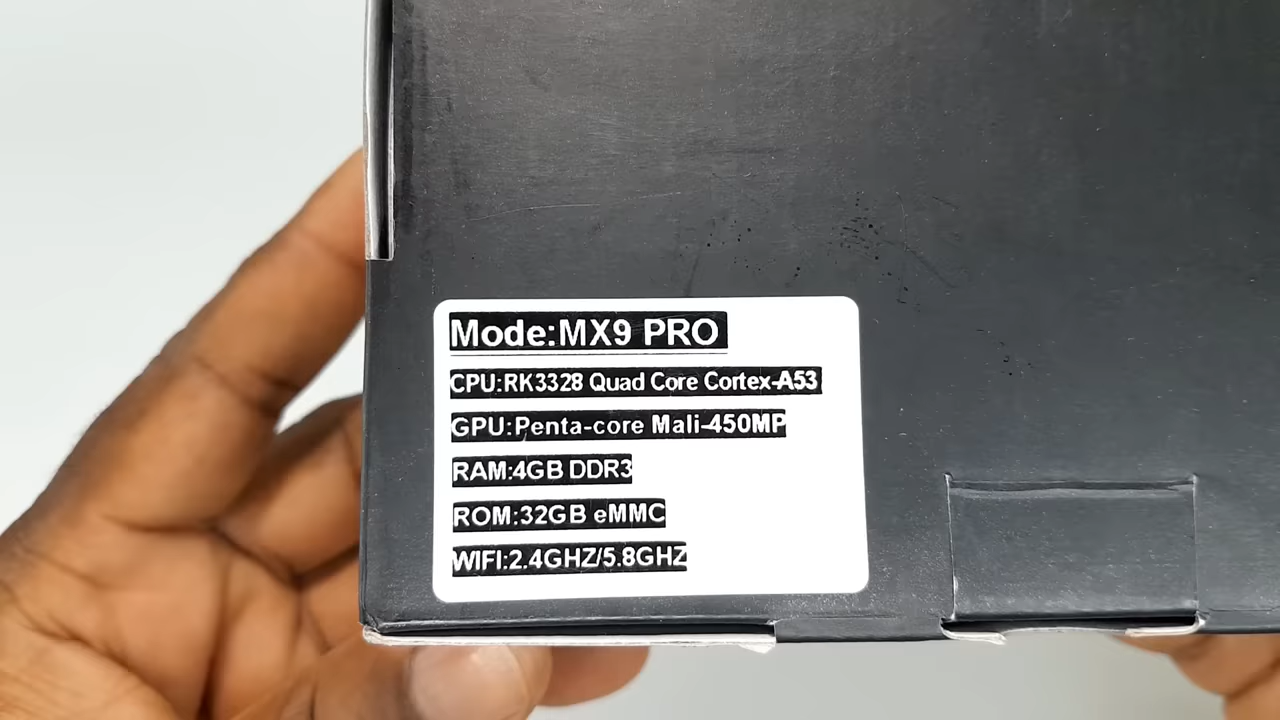 Mode:MX9 PRO
CPU:RK3328 Quad Core Cortex-A53
GPU:Penta-core Mali-450MP
RAM:4GB DDR3
ROM:32GB eMMC
WIFI:2.4GHZ/5.8GHZ